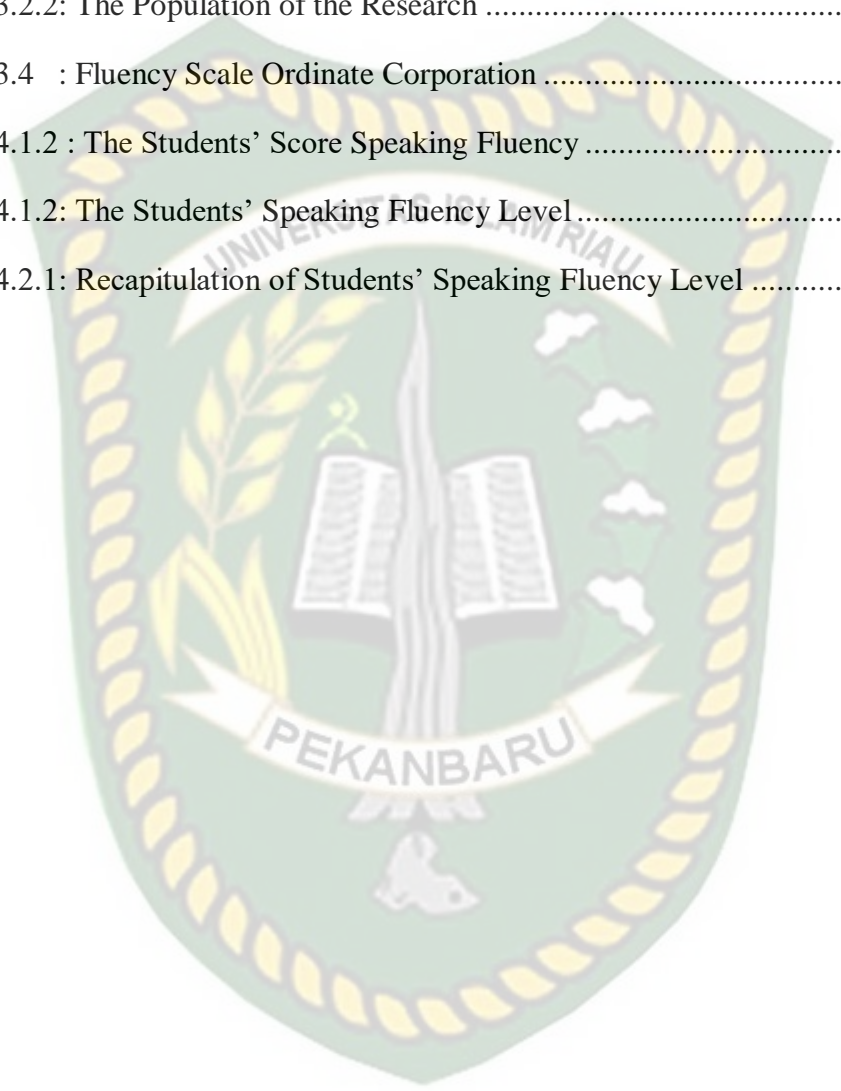 3.2.2: The Population of the Research ........................................
3.4 : Fluency Scale Ordinate Corporation ..................................
4.1.2 : The Students’ Score Speaking Fluency .............................
4.1.2: The Students’ Speaking Fluency Level ..............................
4.2.1: Recapitulation of Students’ Speaking Fluency Level ..........
UNIVERSITAS ISLAM RIAU
PEKANBARU